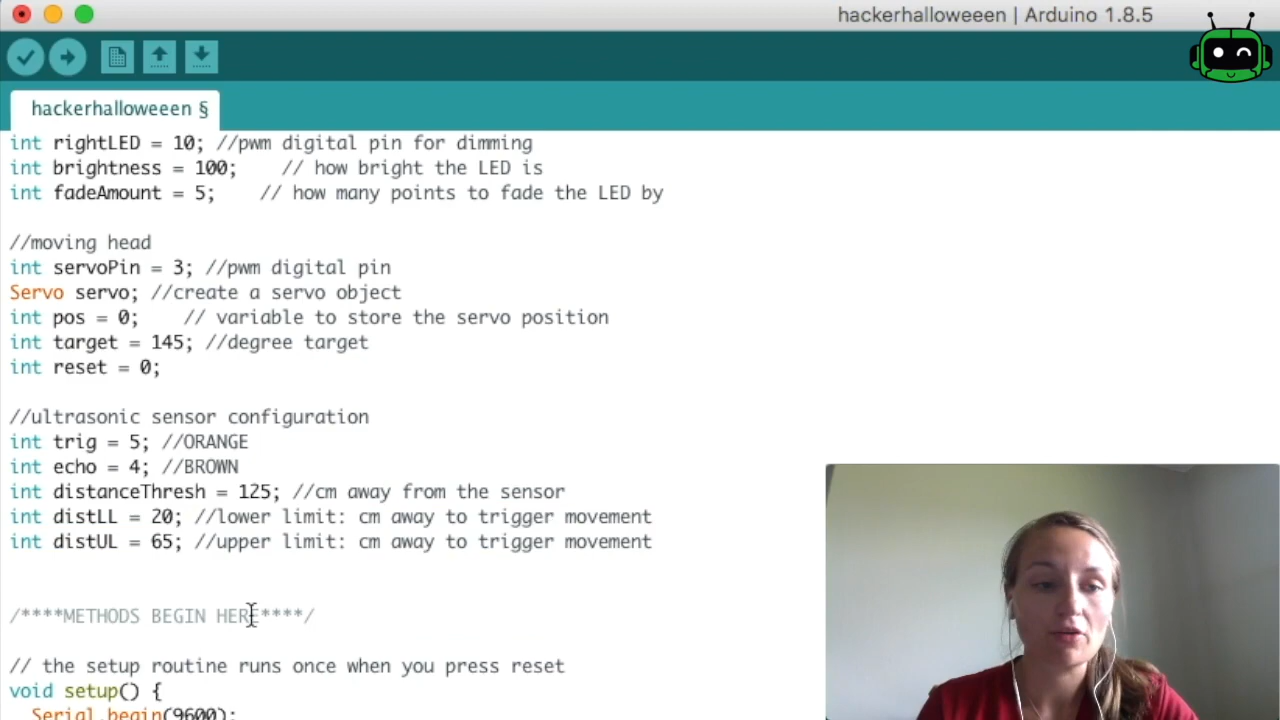 hackerhalloweeen | Arduino 1.8.5
hackerhalloweeen §
int rightLED = 10; //pwm digital pin for dimming
int brightness = 100;    // how bright the LED is
int fadeAmount = 5;    // how many points to fade the LED by
//moving head
int servoPin = 3; //pwm digital pin
Servo servo; //create a servo object
int pos = 0;    // variable to store the servo position
int target = 145; //degree target
int reset = 0;
//ultrasonic sensor configuration
int trig = 5; //ORANGE
int echo = 4; //BROWN
int distanceThresh = 125; //cm away from the sensor
int distLL = 20; //lower limit: cm away to trigger movement
int distUL = 65; //upper limit: cm away to trigger movement
/****METHODS BEGIN HERE****/
// the setup routine runs once when you press reset
void setup() {
Serial.begin(9600);